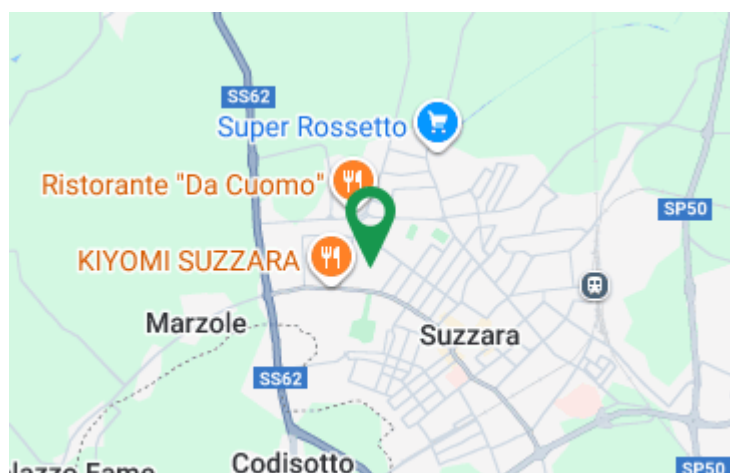 SS62
Super Rossetto
Ristorante "Da Cuomo"
SP50
KIYOMI SUZZARA
Marzole
Suzzara
SS62
Codisotto
SP50